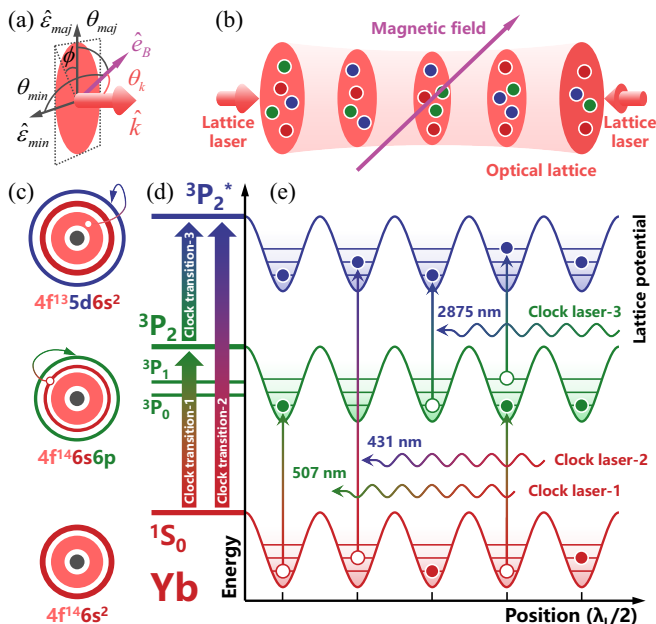 (a)
ε̂maj
θmaj
ϕ
ê_B
θmin
θk
k̂
ε̂min
(b)
Magnetic field
Lattice
laser
Lattice
laser
Optical lattice
(c)
4f¹³5d6s²
4f¹⁴6s6p
4f¹⁴6s²
(d)
³P₂*
Clock transition-3
³P₂
³P₁
³P₀
Clock transition-1
Clock transition-2
¹S₀
Yb
(e)
Lattice potential
2875 nm
Clock laser-3
431 nm
Clock laser-2
507 nm
Clock laser-1
Energy
Position (λL/2)